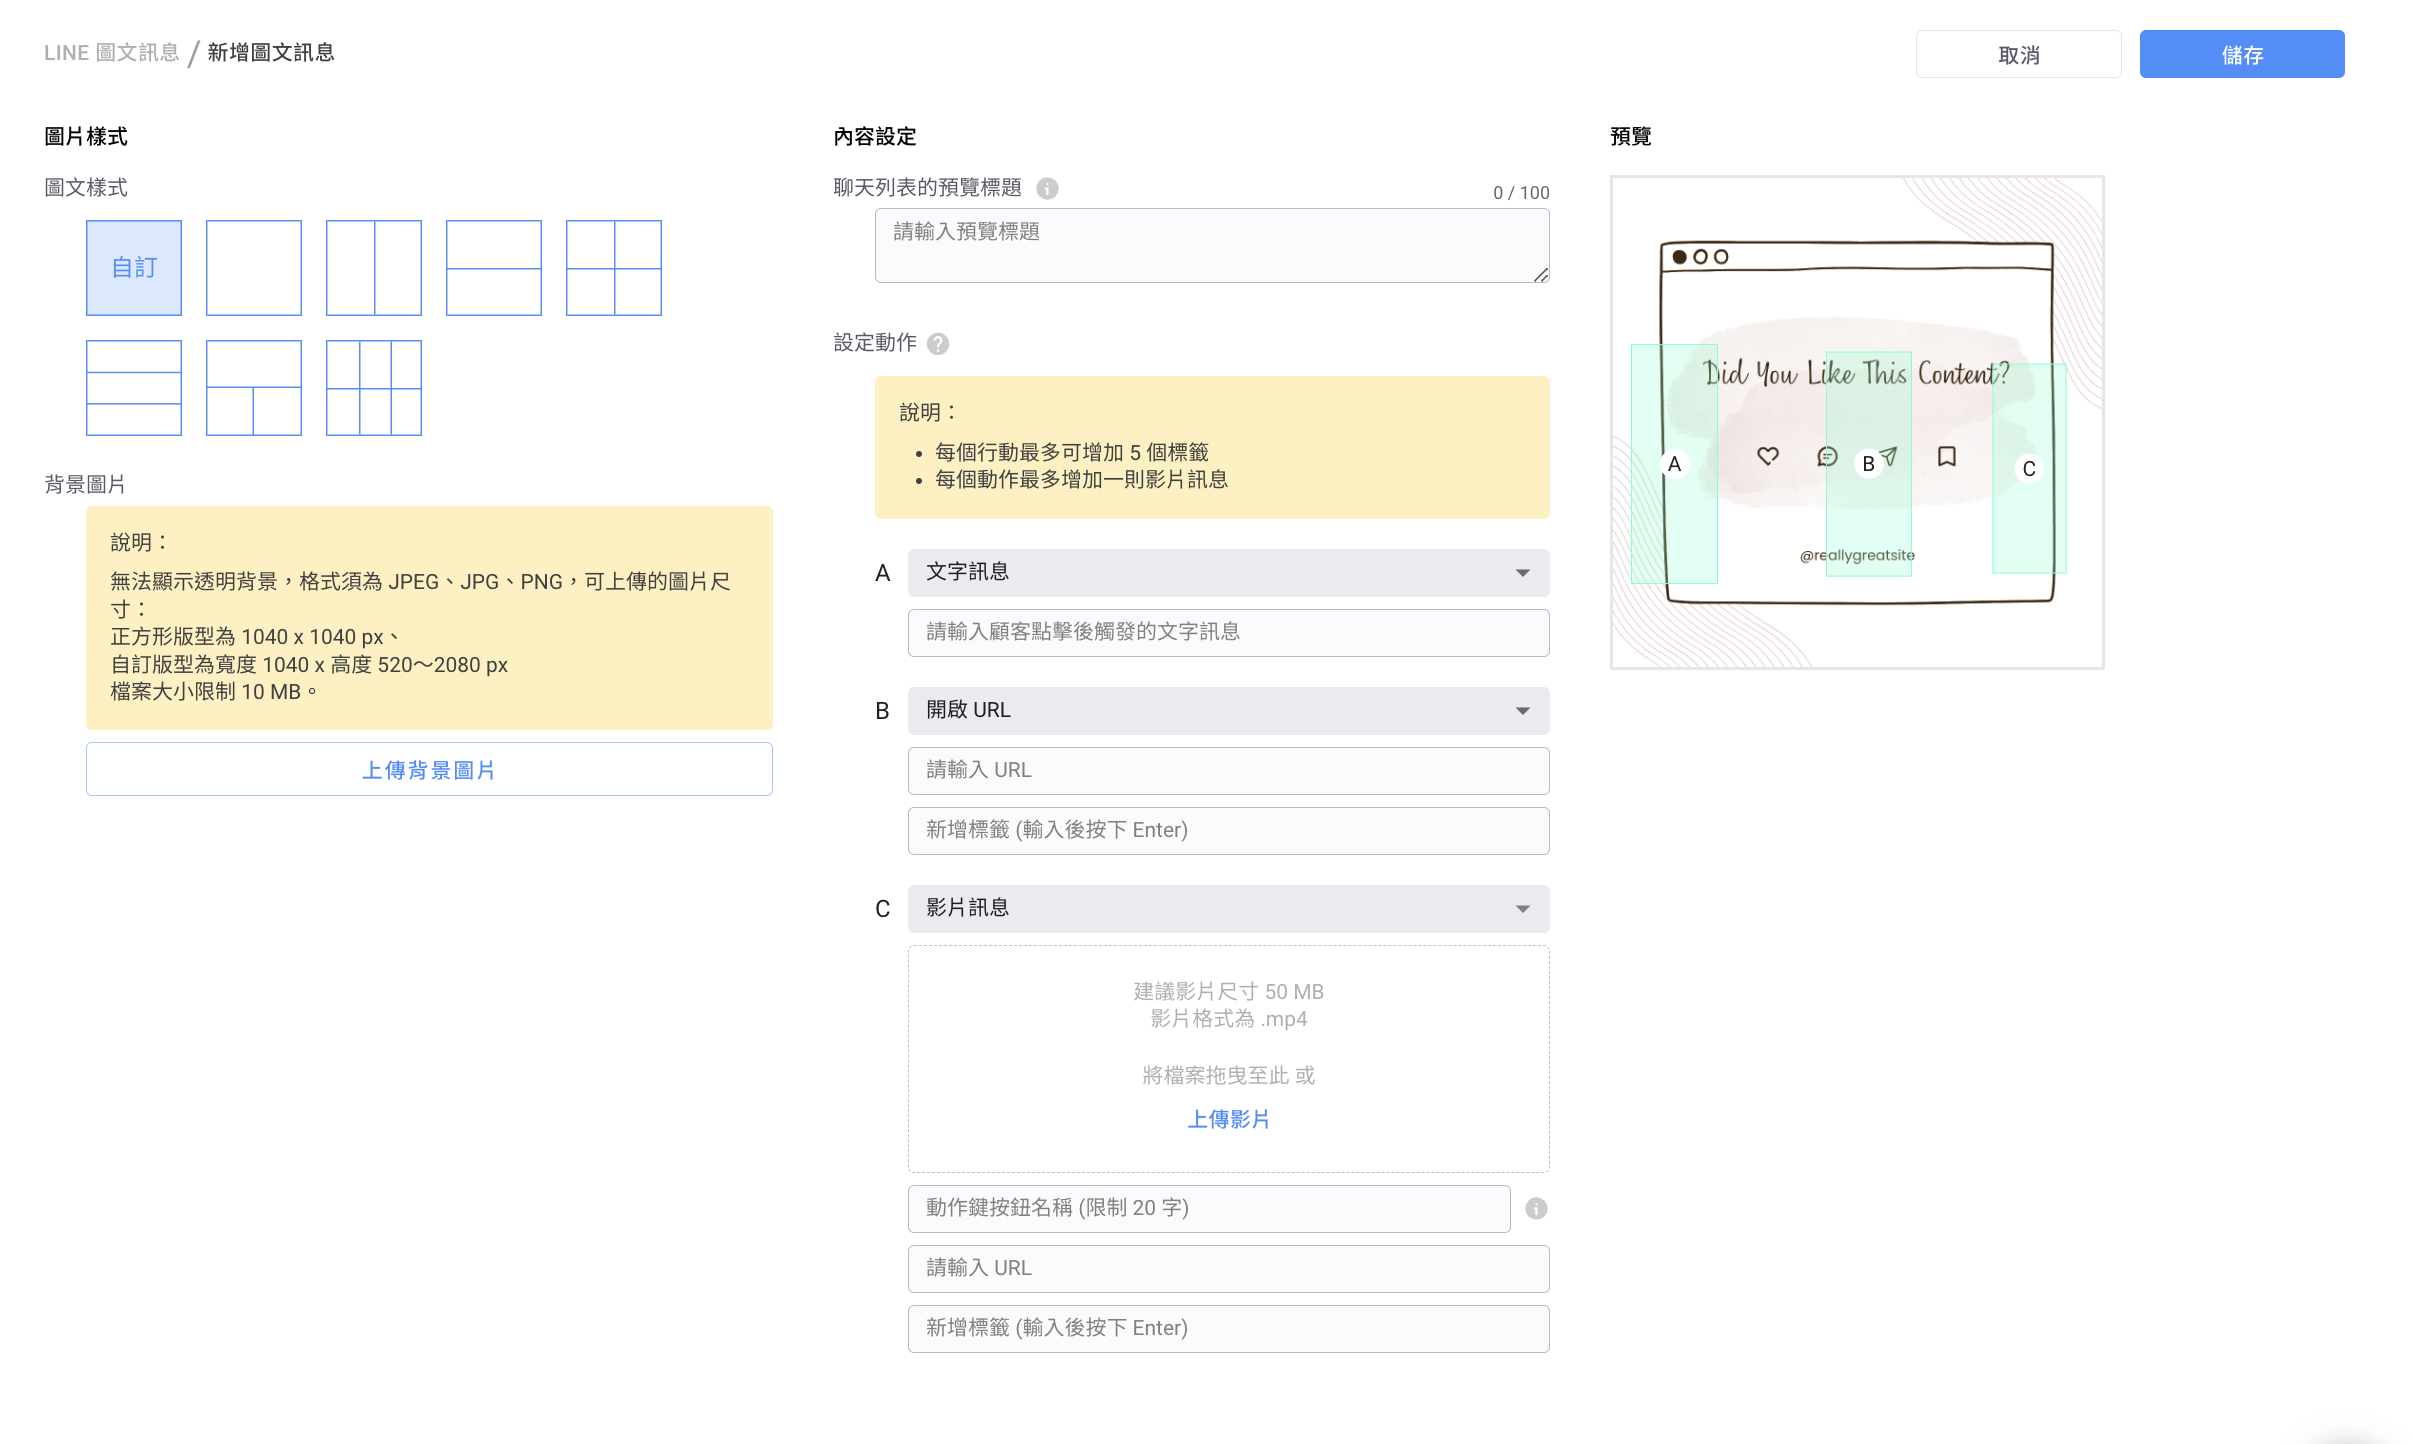 LINE 圖文訊息 / 新增圖文訊息
取消
儲存
圖片樣式
圖文樣式
自訂
背景圖片
說明：
無法顯示透明背景，格式須為 JPEG、JPG、PNG，可上傳的圖片尺
寸：
正方形版型為 1040 x 1040 px、
自訂版型為寬度 1040 x 高度 520～2080 px
檔案大小限制 10 MB。
上傳背景圖片
內容設定
聊天列表的預覽標題
0 / 100
請輸入預覽標題
設定動作
說明：
• 每個行動最多可增加 5 個標籤
• 每個動作最多增加一則影片訊息
A 文字訊息
請輸入顧客點擊後觸發的文字訊息
B 開啟 URL
請輸入 URL
新增標籤 (輸入後按下 Enter)
C 影片訊息
建議影片尺寸 50 MB
影片格式為 .mp4
將檔案拖曳至此 或
上傳影片
動作鍵按鈕名稱 (限制 20 字)
請輸入 URL
新增標籤 (輸入後按下 Enter)
預覽
Did You Like This Content?
A
B
C
@reallygreatsite